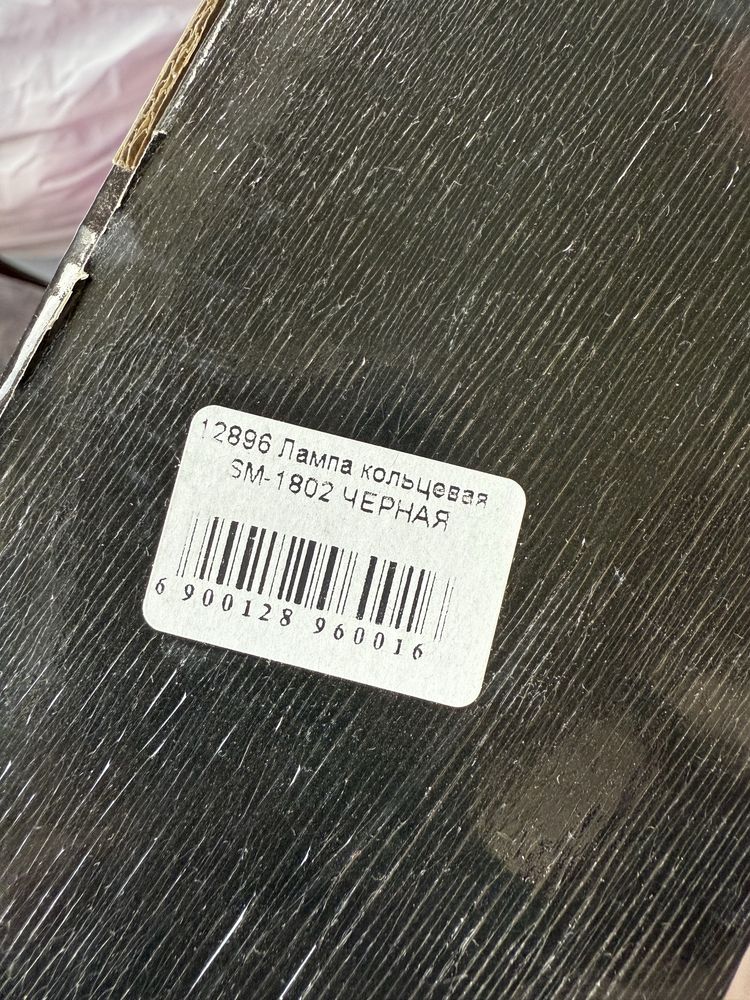 12896 Лампа кольцевая
SM-1802 ЧЕРНАЯ
6 900128 960016